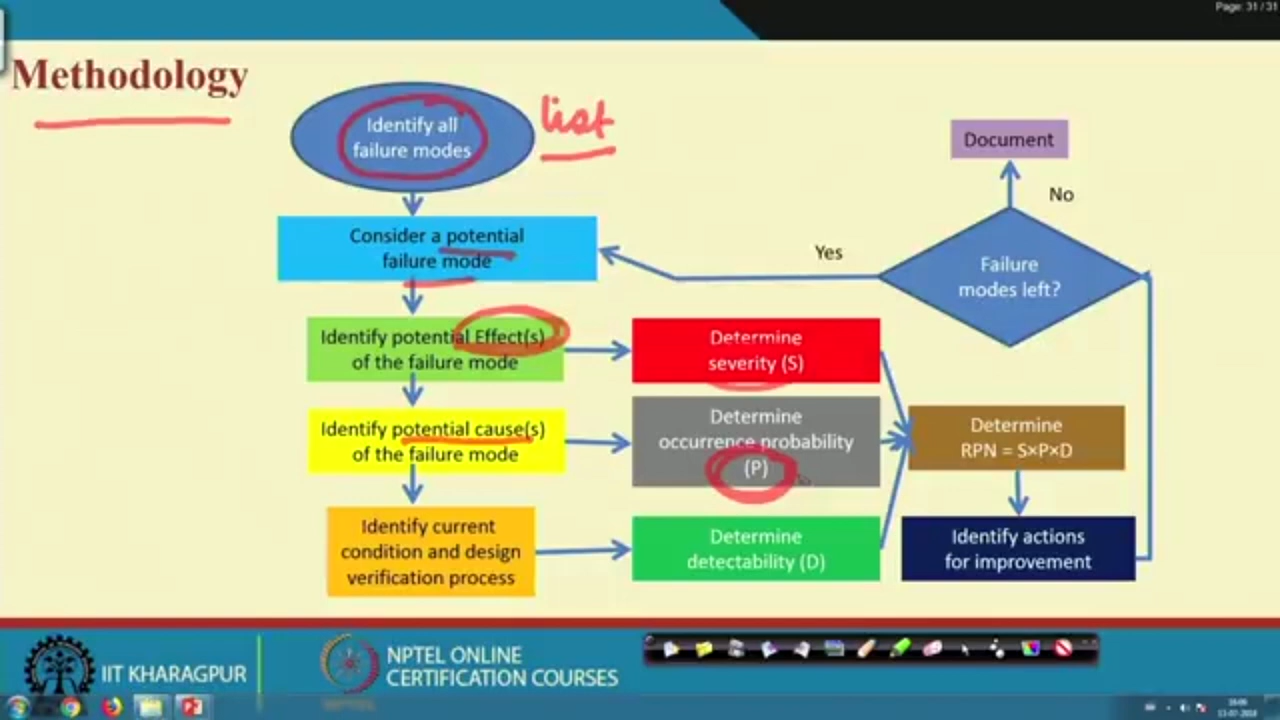 Page: 31 / 31
Methodology
Identify all
failure modes
list
Consider a potential
failure mode
Identify potential Effect(s)
of the failure mode
Determine
severity (S)
Identify potential cause(s)
of the failure mode
Determine
occurrence probability
(P)
Identify current
condition and design
verification process
Determine
detectability (D)
Determine
RPN = S×P×D
Identify actions
for improvement
Failure
modes left?
Yes
No
Document
IIT KHARAGPUR
NPTEL ONLINE
CERTIFICATION COURSES